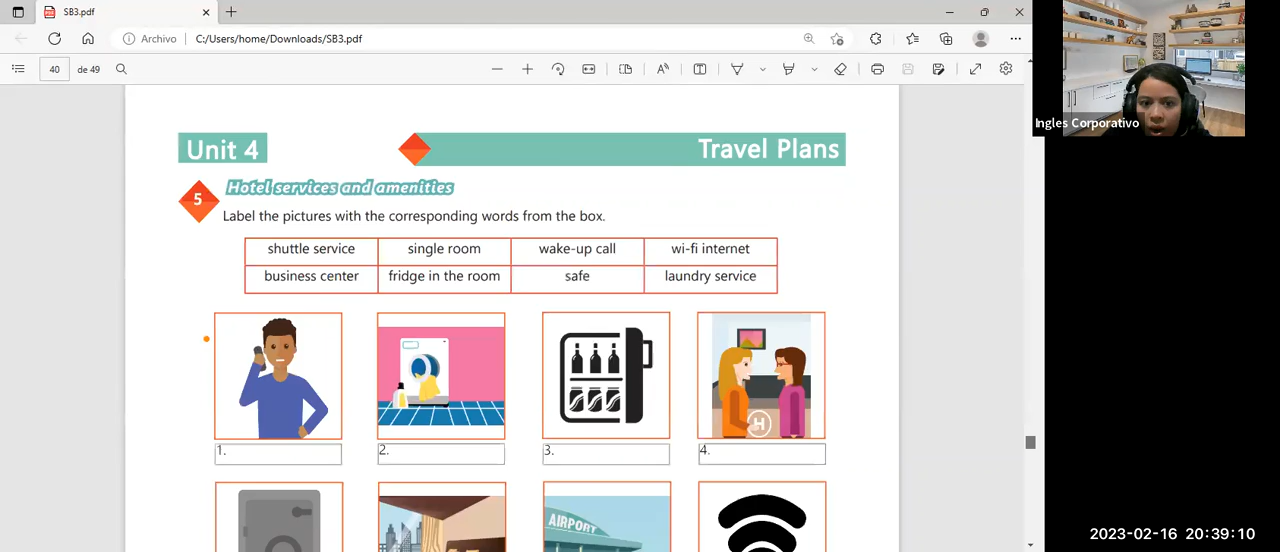 SB3.pdf
Archivo
C:/Users/home/Downloads/SB3.pdf
40
de 49
Ingles Corporativo
Unit 4
Travel Plans
5
Hotel services and amenities
Label the pictures with the corresponding words from the box.
shuttle service single room wake-up call wi-fi internet
business center fridge in the room safe laundry service
H
1. 2. 3. 4.
AIRPORT
2023-02-16 20:39:10